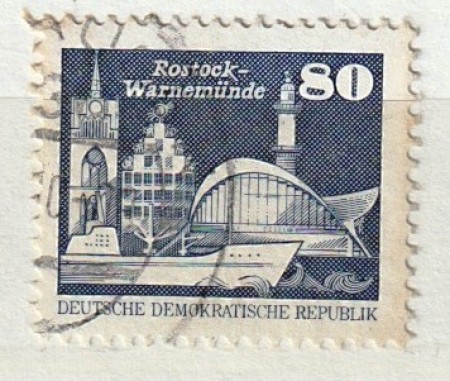 Rostock-
Warnemünde
80
DEUTSCHE DEMOKRATISCHE REPUBLIK